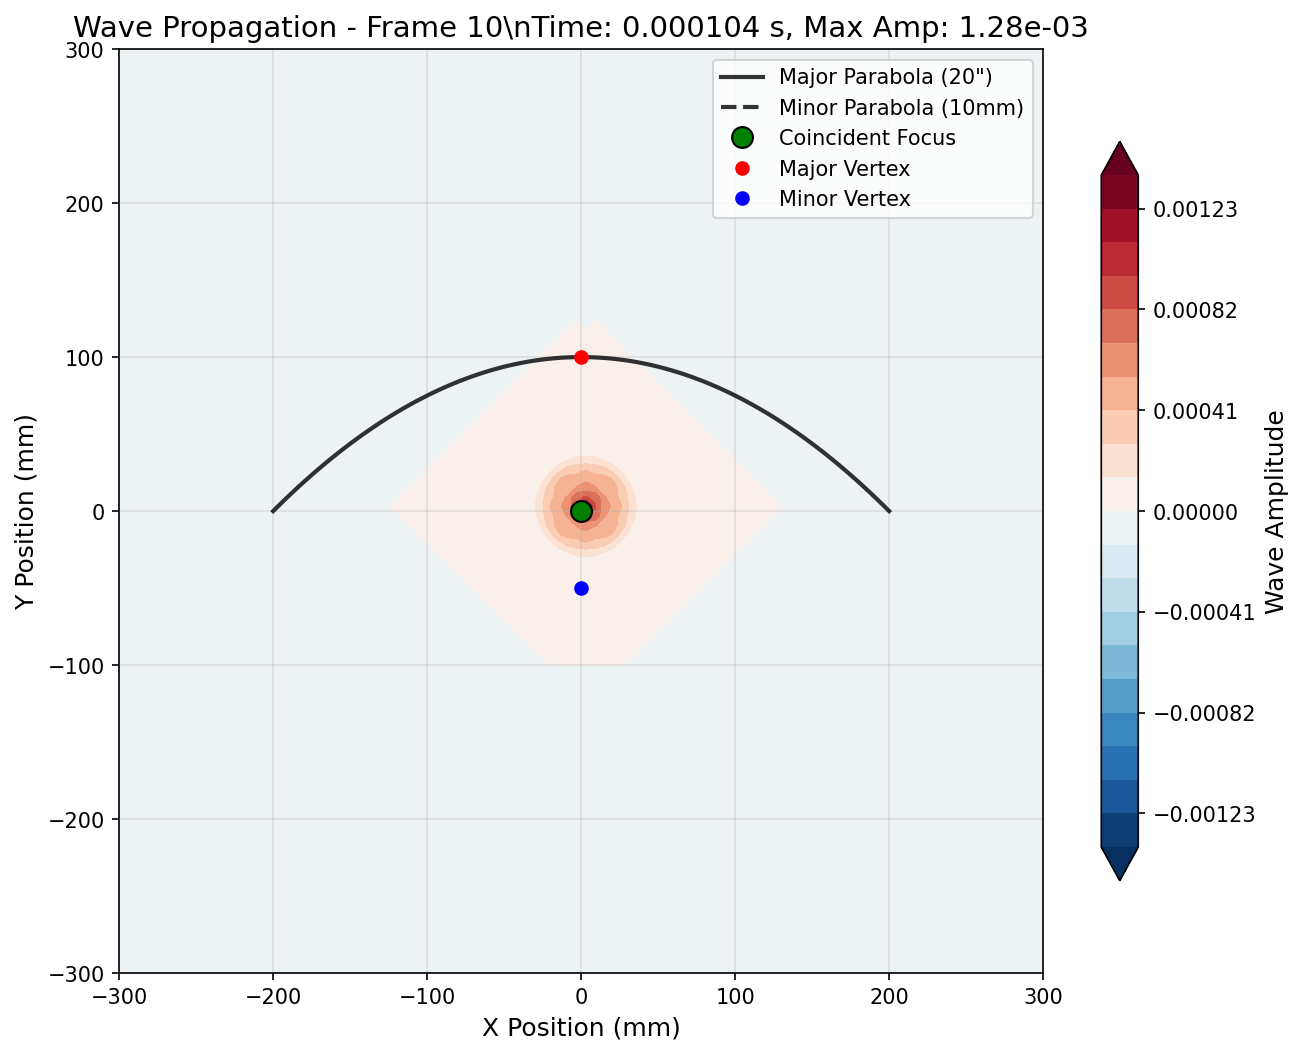 Wave Propagation - Frame 10\nTime: 0.000104 s, Max Amp: 1.28e-03
Major Parabola (20")
Minor Parabola (10mm)
Coincident Focus
Major Vertex
Minor Vertex
300
200
100
0
−100
−200
−300
Y Position (mm)
−300
−200
−100
0
100
200
300
X Position (mm)
0.00123
0.00082
0.00041
0.00000
−0.00041
−0.00082
−0.00123
Wave Amplitude